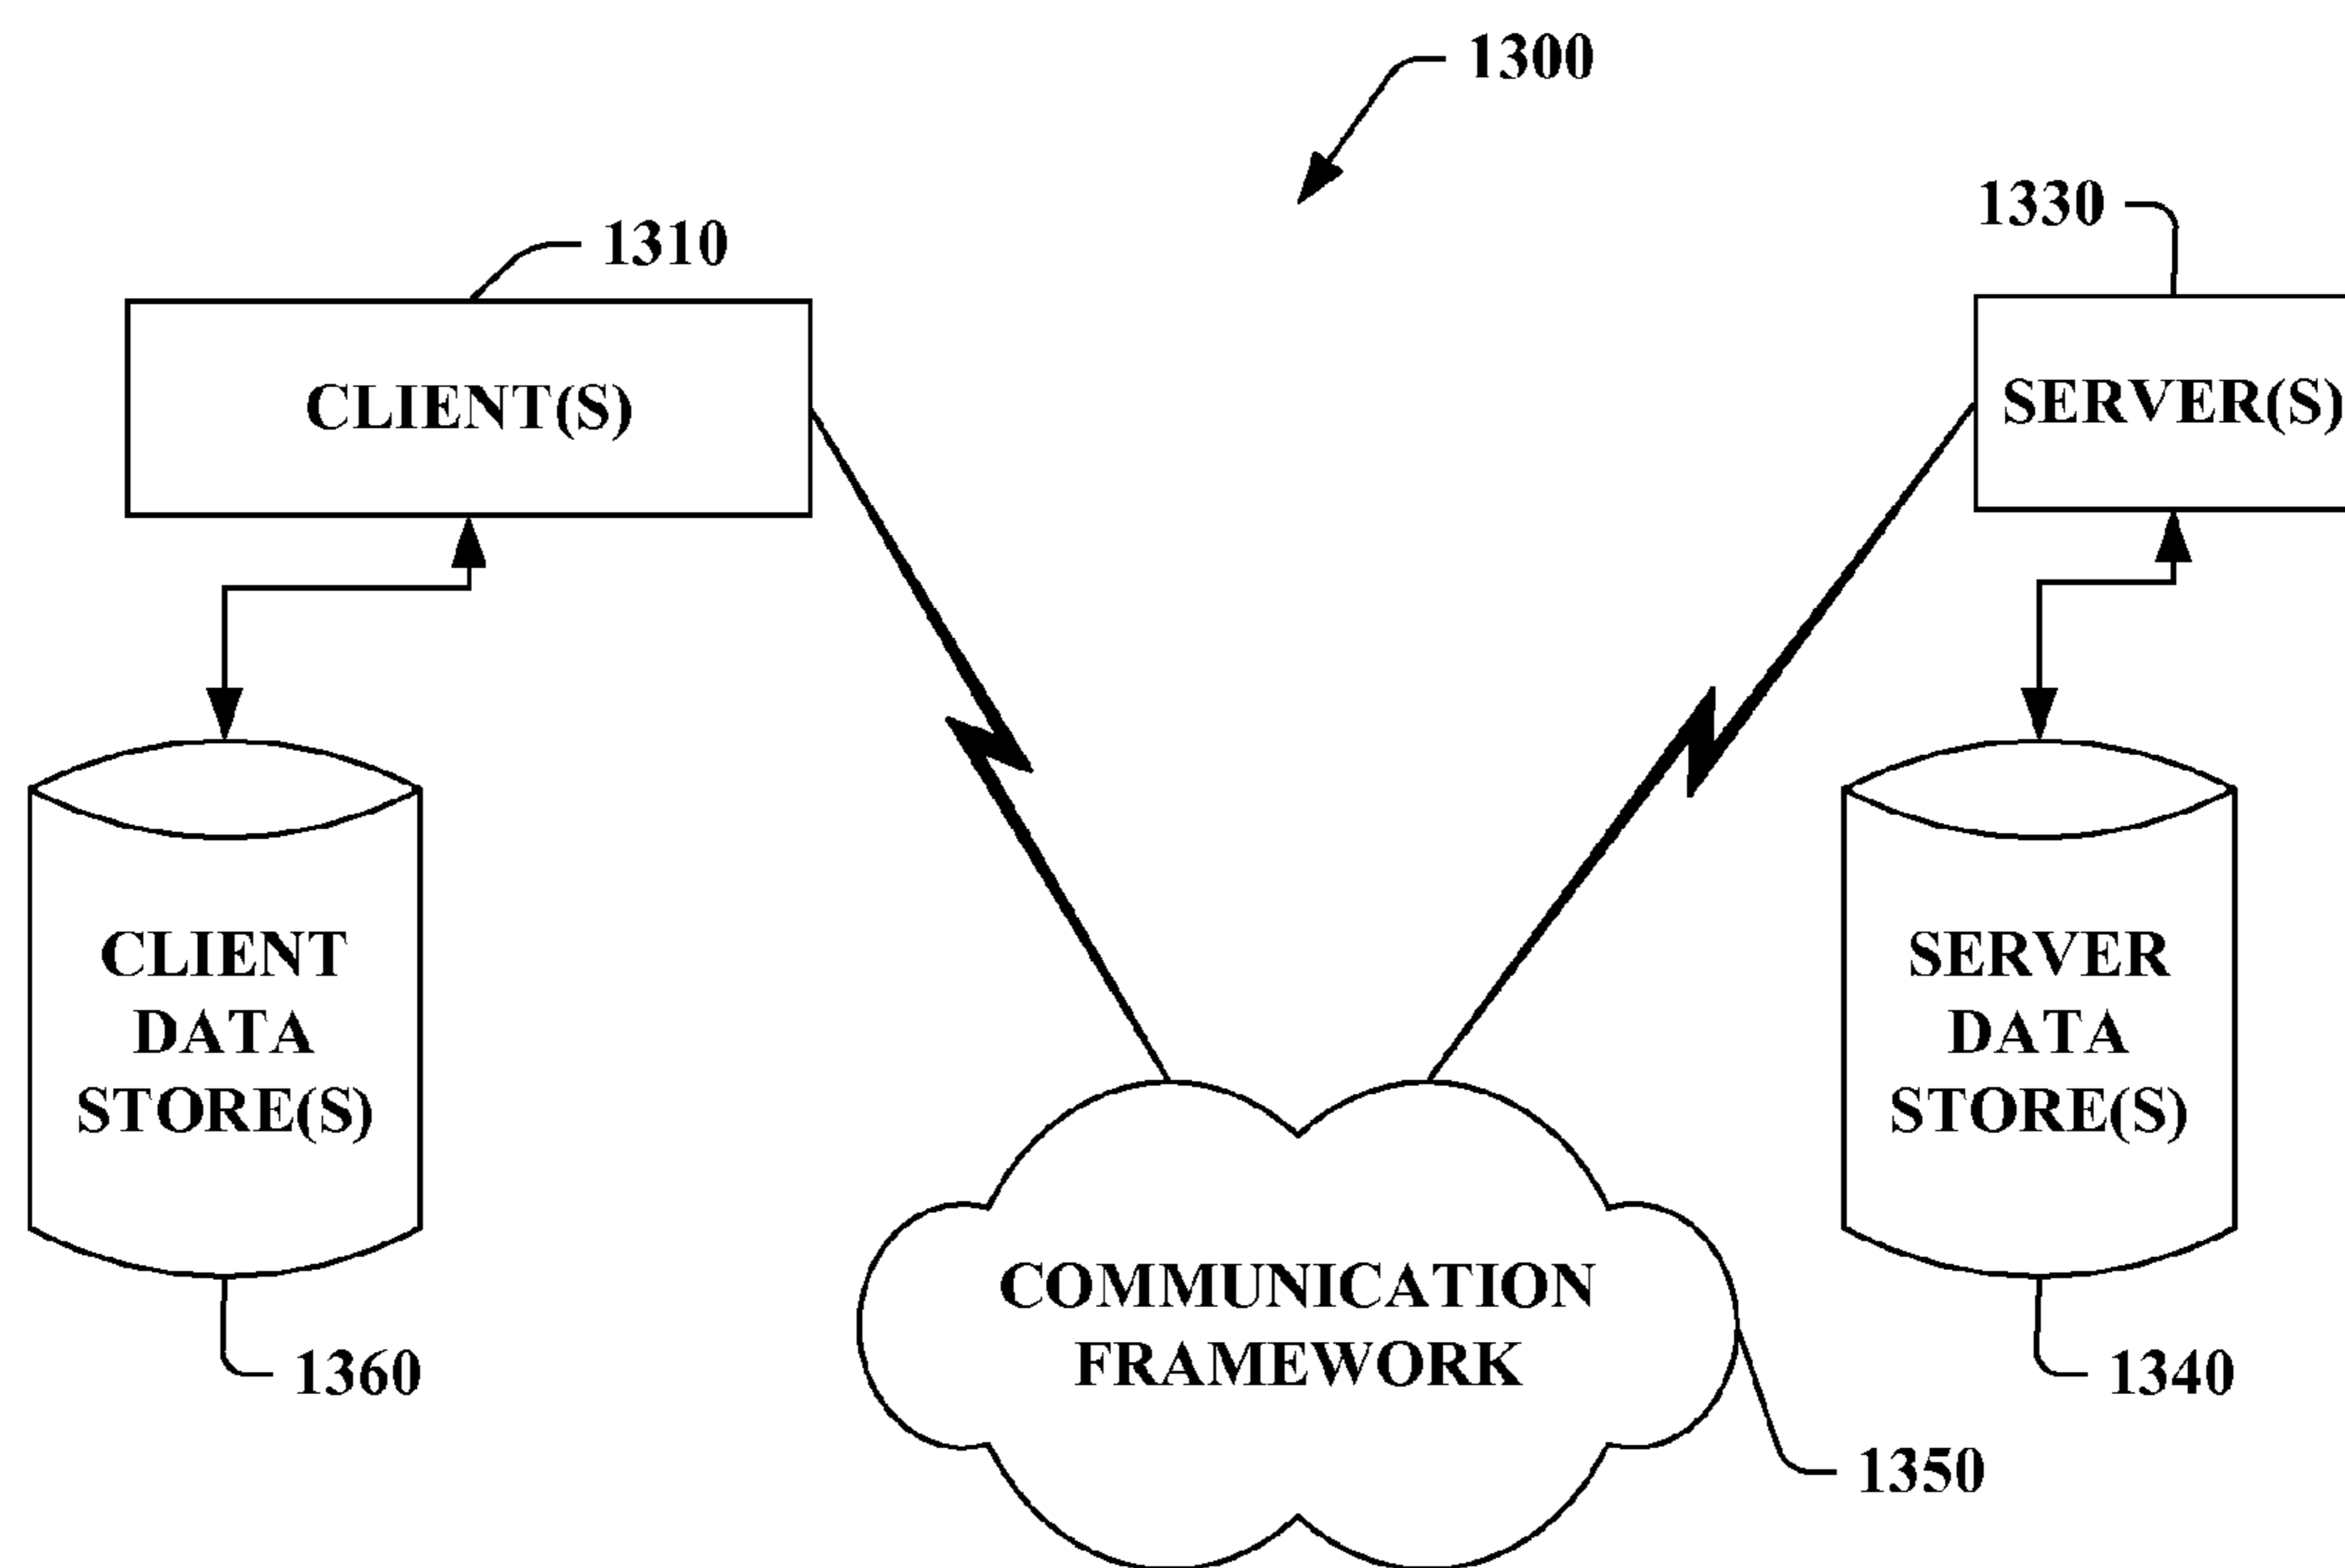 1300
1330
1310
CLIENT(S)
SERVER(S)
CLIENT
DATA
STORE(S)
SERVER
DATA
STORE(S)
COMMUNICATION
FRAMEWORK
1360
1340
1350